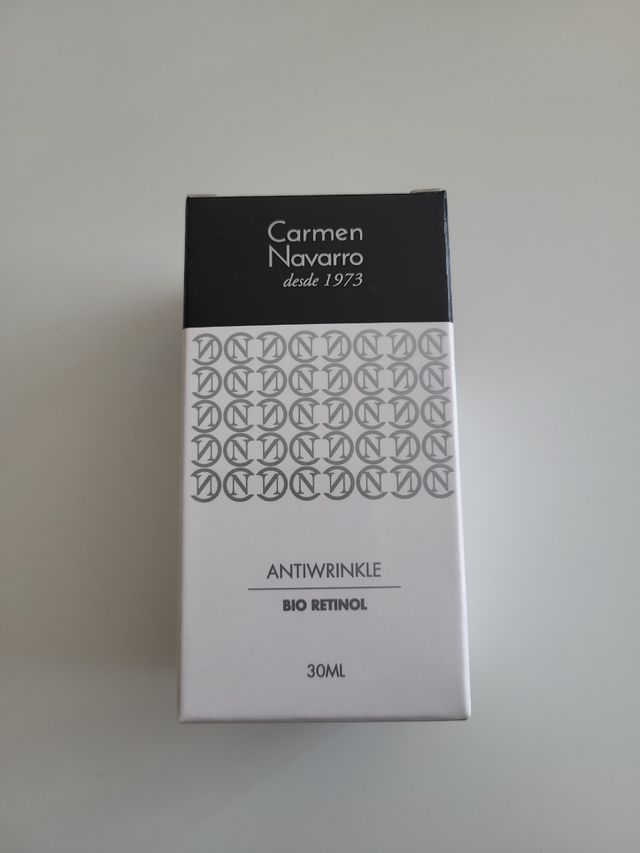 Carmen
Navarro
desde 1973
ANTIWRINKLE
BIO RETINOL
30ML